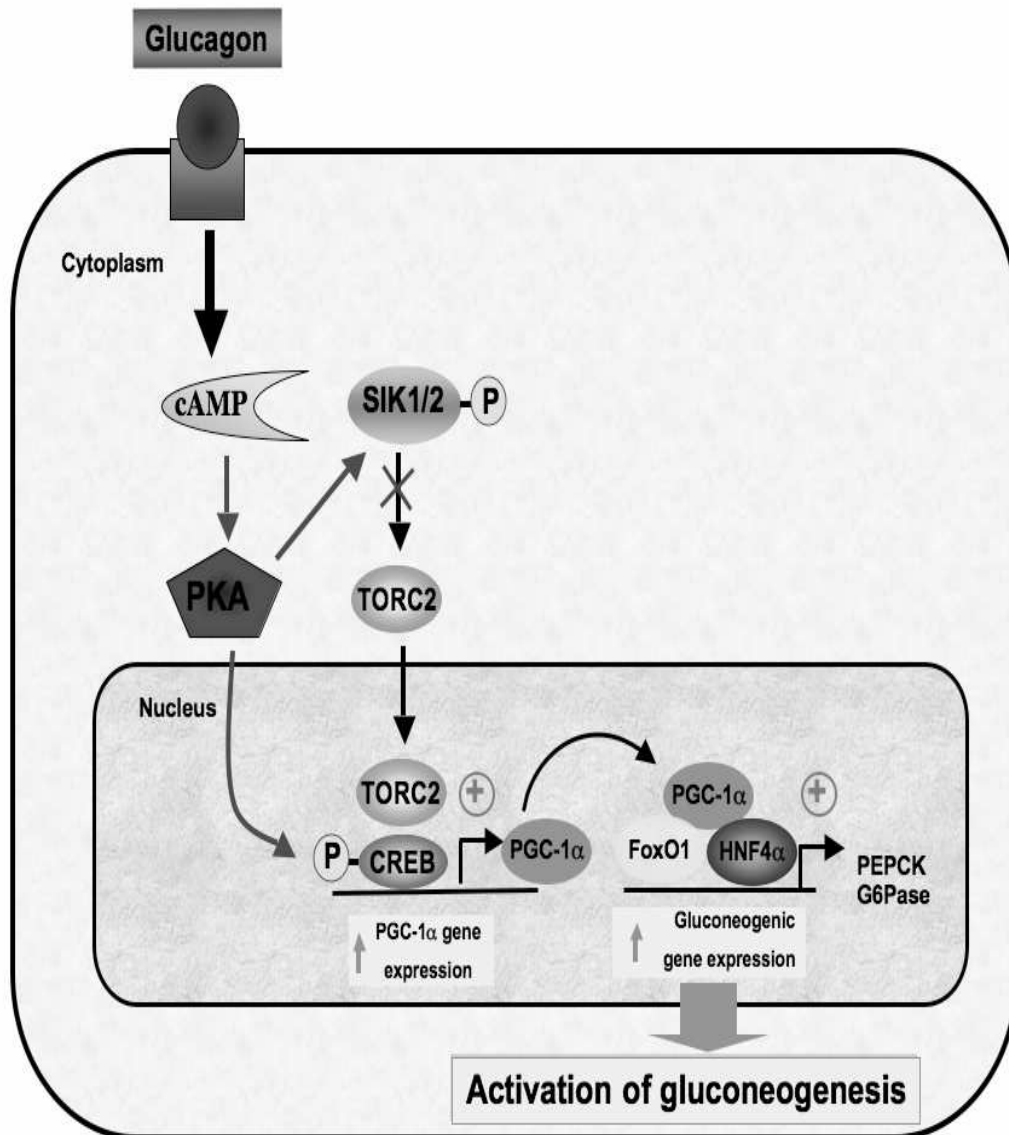 Glucagon
Cytoplasm
cAMP
SIK1/2
P
PKA
TORC2
Nucleus
TORC2
+
P
CREB
PGC-1α
PGC-1α
+
FoxO1
HNF4α
PEPCK
G6Pase
PGC-1α gene
expression
Gluconeogenic
gene expression
Activation of gluconeogenesis